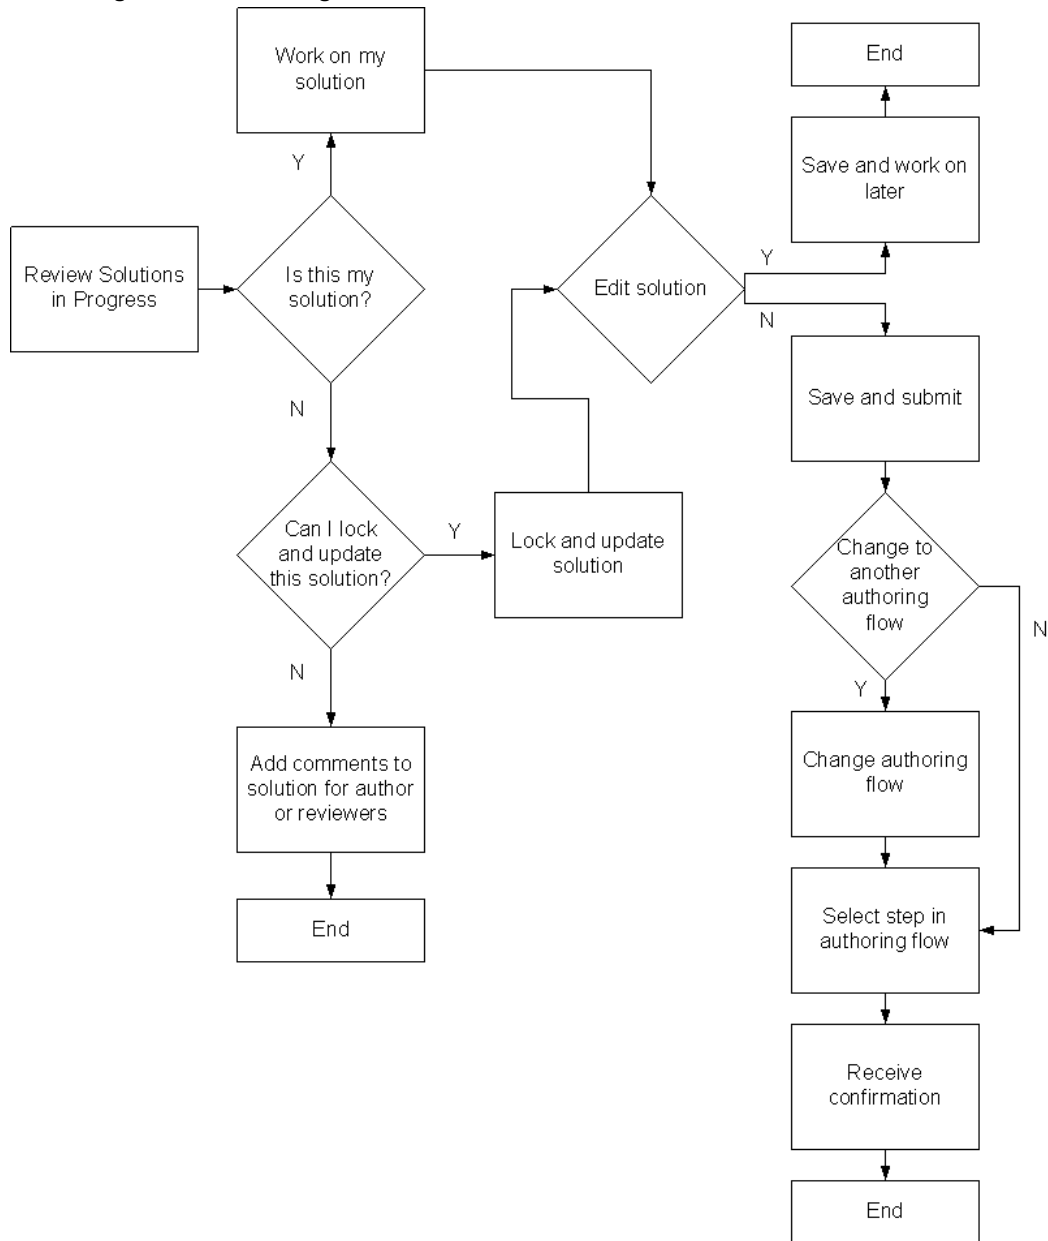 Work on my
solution
End
Save and work on
later
Y
Review Solutions
in Progress
Is this my
solution?
Edit solution
Y
N
Save and submit
N
Can I lock
and update
this solution?
Y
Lock and update
solution
Change to
another
authoring
flow
N
Y
N
Add comments to
solution for author
or reviewers
Change authoring
flow
End
Select step in
authoring flow
Receive
confirmation
End